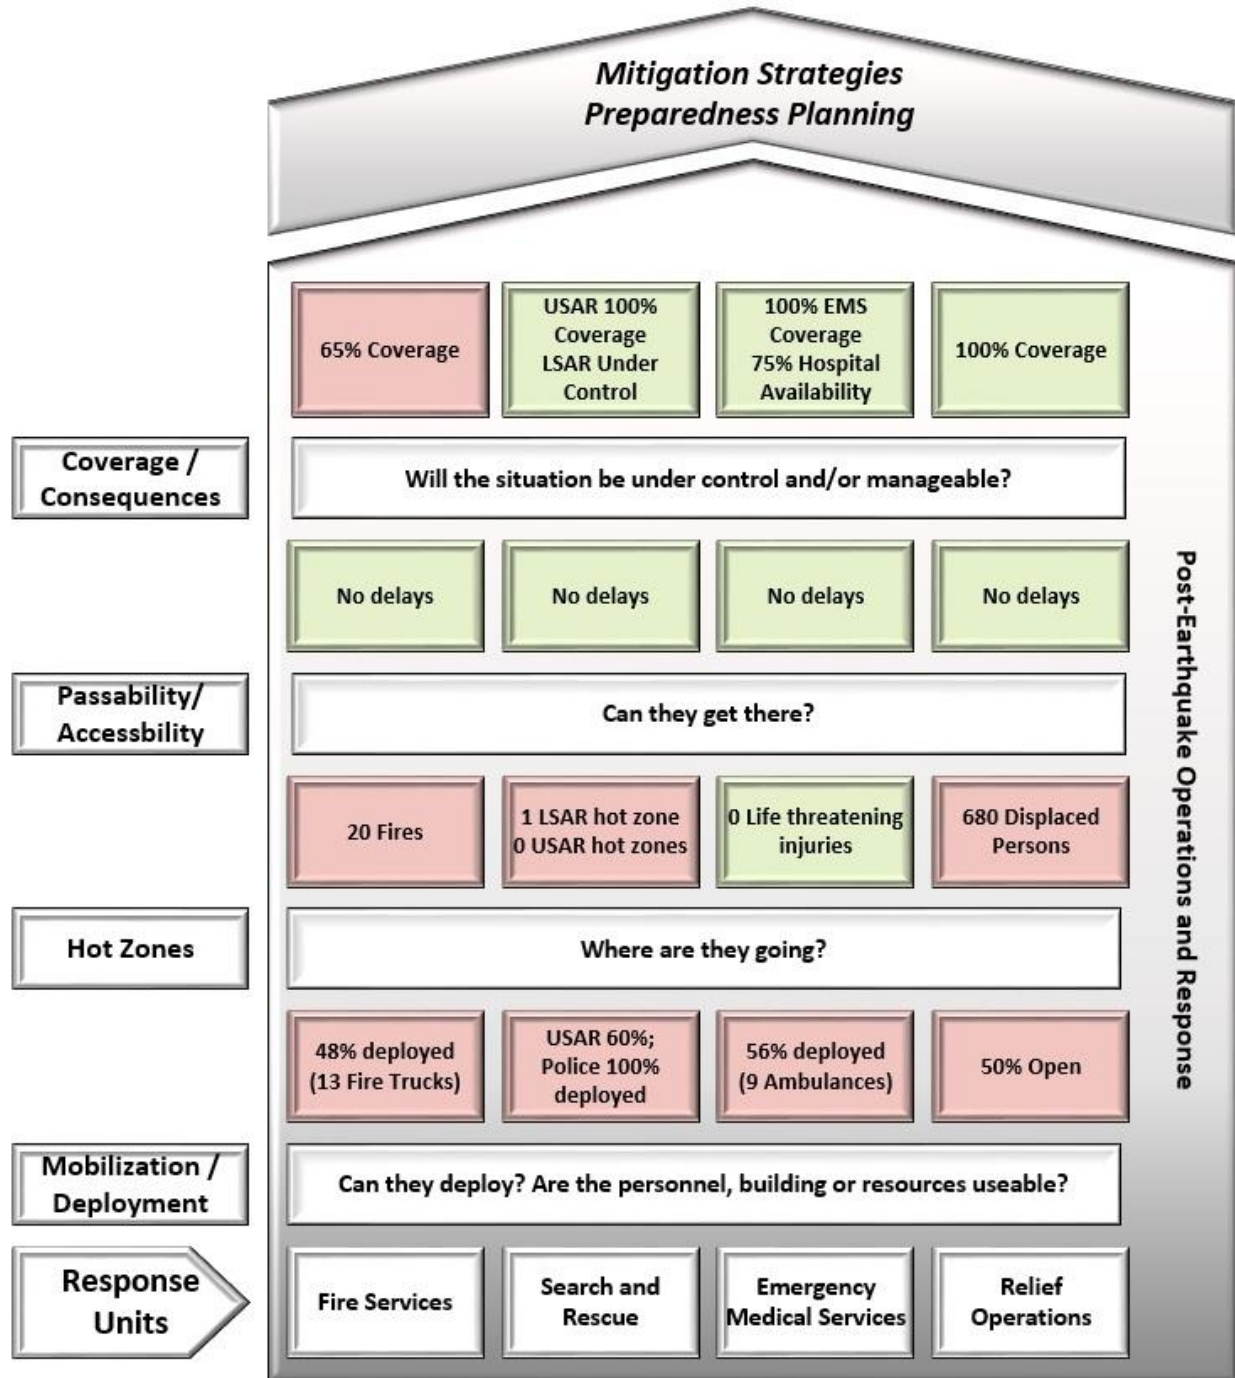 Mitigation Strategies
Preparedness Planning
65% Coverage
USAR 100%
Coverage
LSAR Under
Control
100% EMS
Coverage
75% Hospital
Availability
100% Coverage
Coverage /
Consequences
Will the situation be under control and/or manageable?
No delays
No delays
No delays
No delays
Passability/
Accessbility
Can they get there?
20 Fires
1 LSAR hot zone
0 USAR hot zones
0 Life threatening
injuries
680 Displaced
Persons
Hot Zones
Where are they going?
48% deployed
(13 Fire Trucks)
USAR 60%;
Police 100%
deployed
56% deployed
(9 Ambulances)
50% Open
Mobilization /
Deployment
Can they deploy? Are the personnel, building or resources useable?
Response
Units
Fire Services
Search and
Rescue
Emergency
Medical Services
Relief
Operations
Post-Earthquake Operations and Response